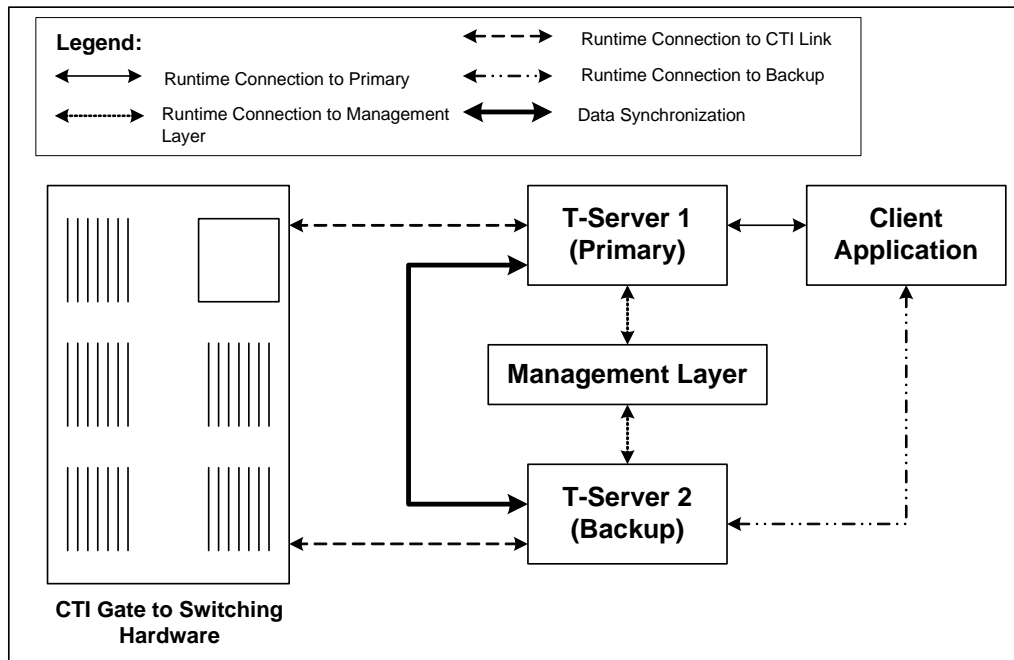 Legend:
Runtime Connection to Primary
Runtime Connection to Management
Layer
Runtime Connection to CTI Link
Runtime Connection to Backup
Data Synchronization
T-Server 1
(Primary)
Client
Application
Management Layer
T-Server 2
(Backup)
CTI Gate to Switching
Hardware